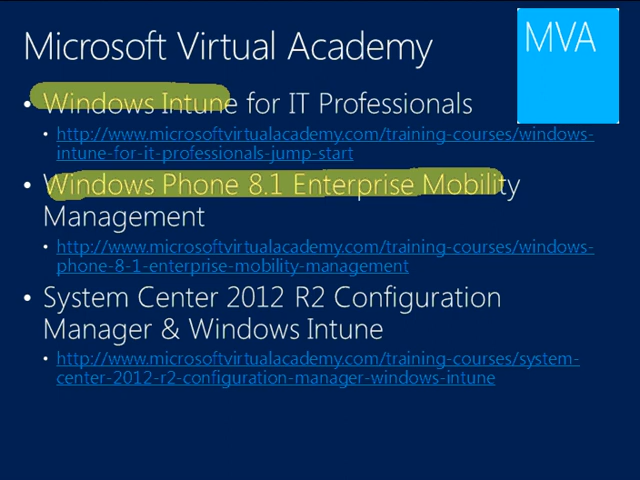 Microsoft Virtual Academy
MVA
• Windows Intune for IT Professionals
• http://www.microsoftvirtualacademy.com/training-courses/windows-
intune-for-it-professionals-jump-start
• Windows Phone 8.1 Enterprise Mobility
Management
• http://www.microsoftvirtualacademy.com/training-courses/windows-
phone-8-1-enterprise-mobility-management
• System Center 2012 R2 Configuration
Manager & Windows Intune
• http://www.microsoftvirtualacademy.com/training-courses/system-
center-2012-r2-configuration-manager-windows-intune